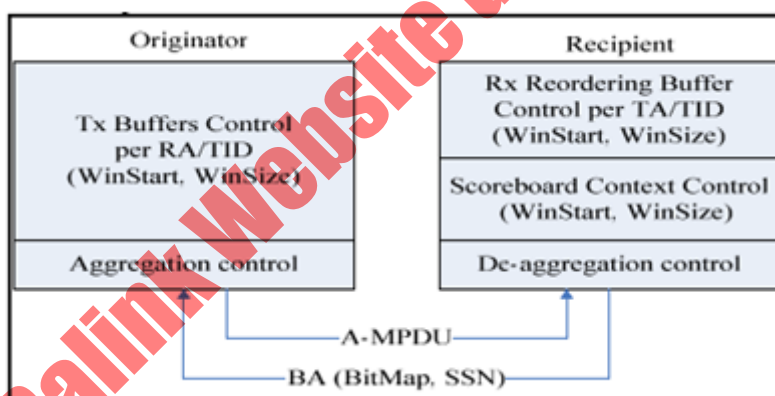 Originator
Tx Buffers Control
per RA/TID
(WinStart, WinSize)
Aggregation control
Recipient
Rx Reordering Buffer
Control per TA/TID
(WinStart, WinSize)
Scoreboard Context Control
(WinStart, WinSize)
De-aggregation control
A-MPDU
BA (BitMap, SSN)
Website